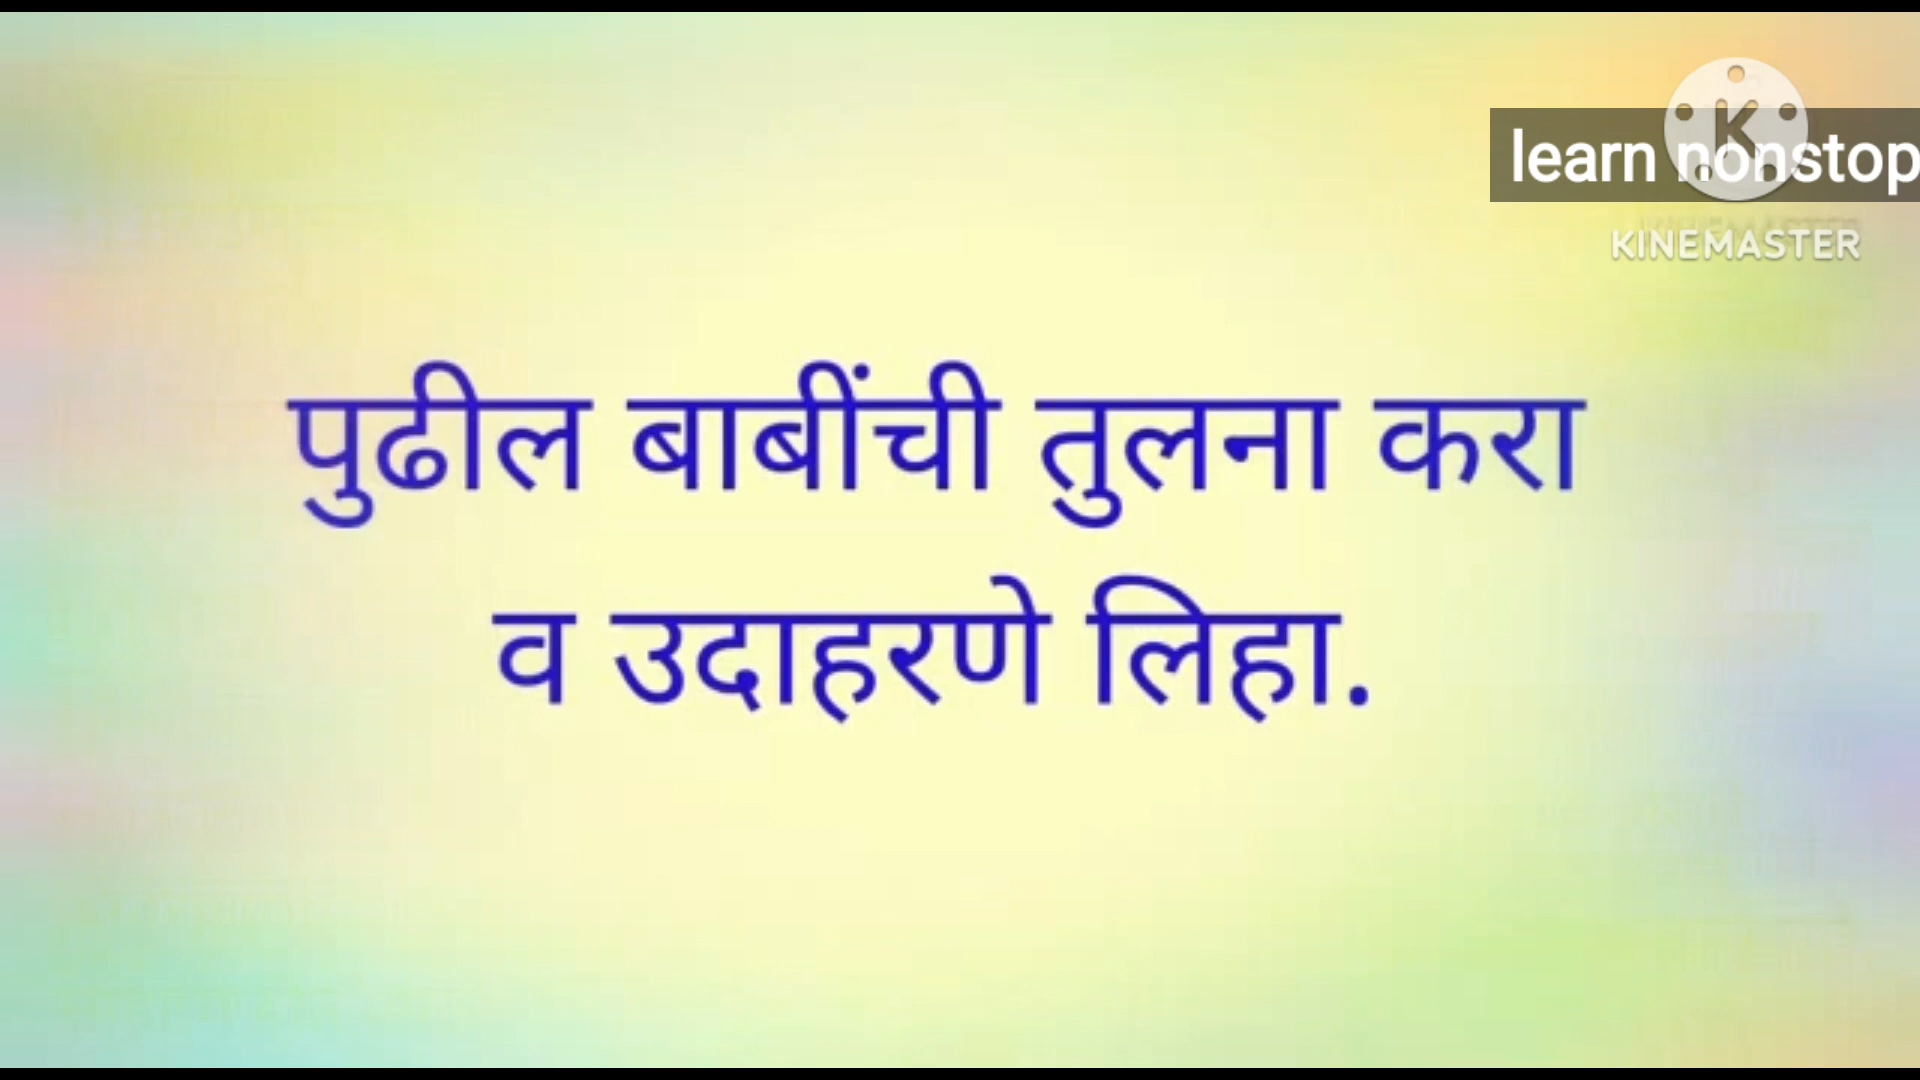 learn nonstop
K
KINEMASTER
पुढील बाबींची तुलना करा
व उदाहरणे लिहा.